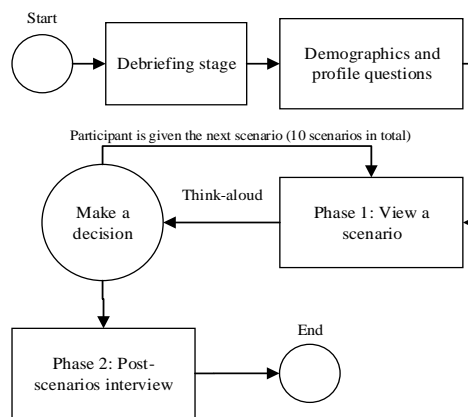 Start
Debriefing stage
Demographics and
profile questions
Participant is given the next scenario (10 scenarios in total)
Think-aloud
Make a
decision
Phase 1: View a
scenario
End
Phase 2: Post-
scenarios interview